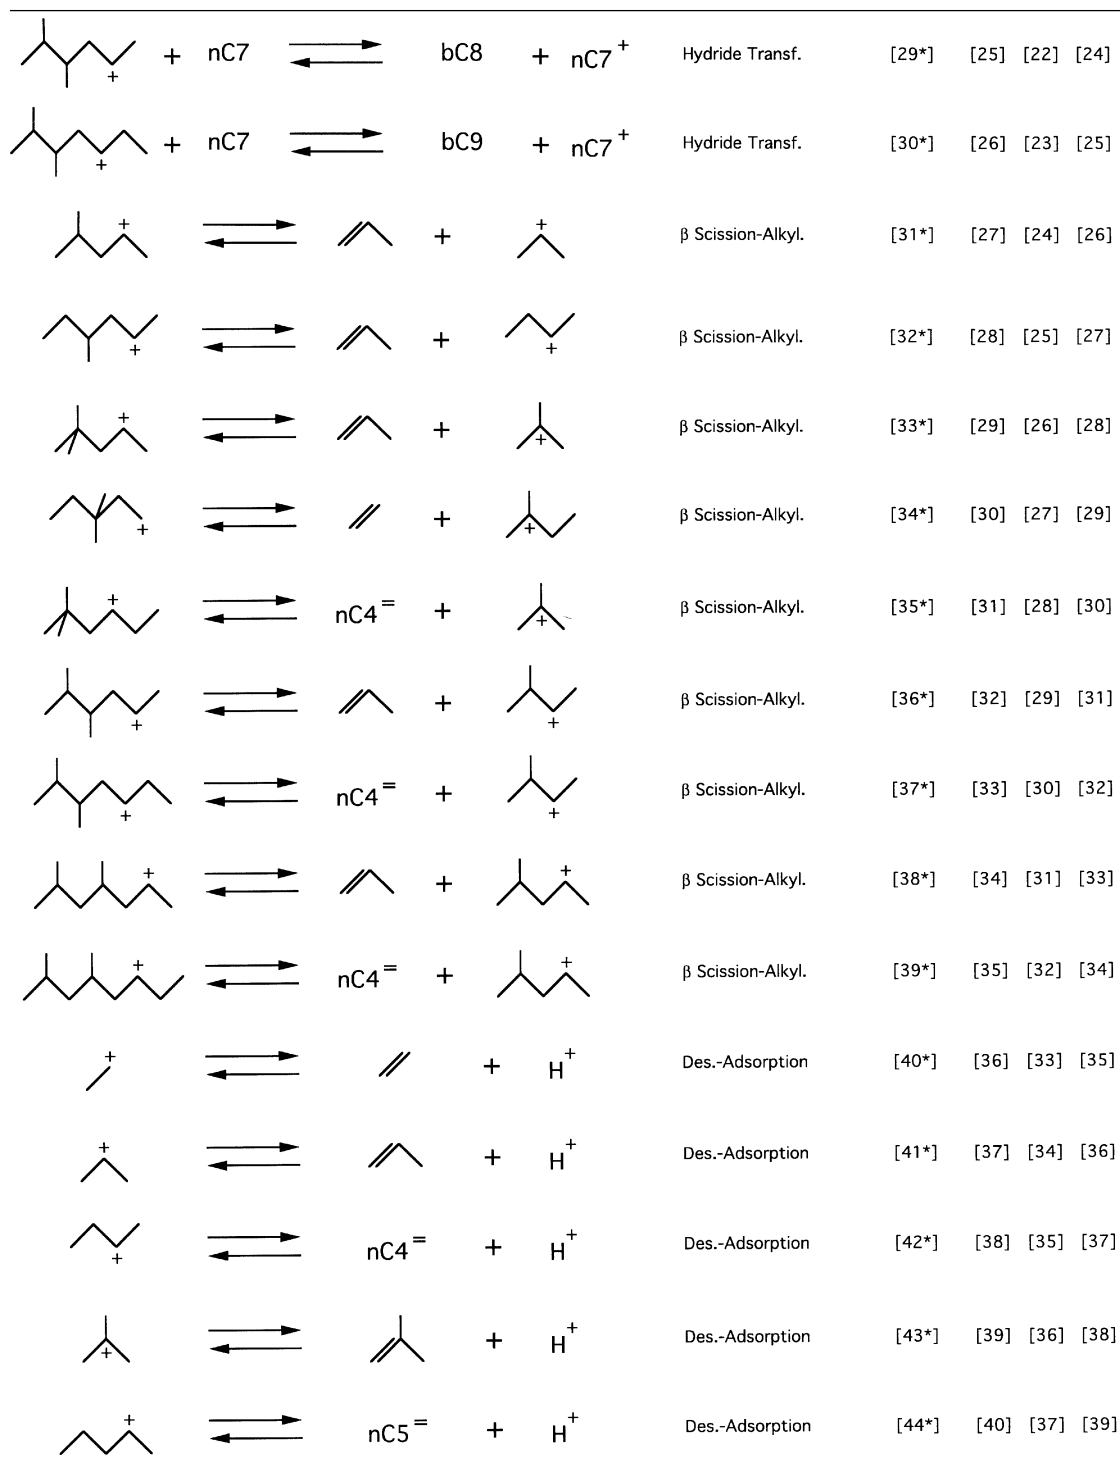 + nC7 bC8 + nC7+ Hydride Transf. [29*] [25] [22] [24]
+
+ nC7 bC9 + nC7+ Hydride Transf. [30*] [26] [23] [25]
+
+ + β Scission-Alkyl. [31*] [27] [24] [26]
+ β Scission-Alkyl. [32*] [28] [25] [27]
+ +
+ + + β Scission-Alkyl. [33*] [29] [26] [28]
+ + + β Scission-Alkyl. [34*] [30] [27] [29]
+ nC4= + + β Scission-Alkyl. [35*] [31] [28] [30]
+ β Scission-Alkyl. [36*] [32] [29] [31]
+ +
nC4= + β Scission-Alkyl. [37*] [33] [30] [32]
+ +
+ + + β Scission-Alkyl. [38*] [34] [31] [33]
+ nC4= + + β Scission-Alkyl. [39*] [35] [32] [34]
+ + H+ Des.-Adsorption [40*] [36] [33] [35]
+ + H+ Des.-Adsorption [41*] [37] [34] [36]
+ nC4= + H+ Des.-Adsorption [42*] [38] [35] [37]
+ + H+ Des.-Adsorption [43*] [39] [36] [38]
+ nC5= + H+ Des.-Adsorption [44*] [40] [37] [39]